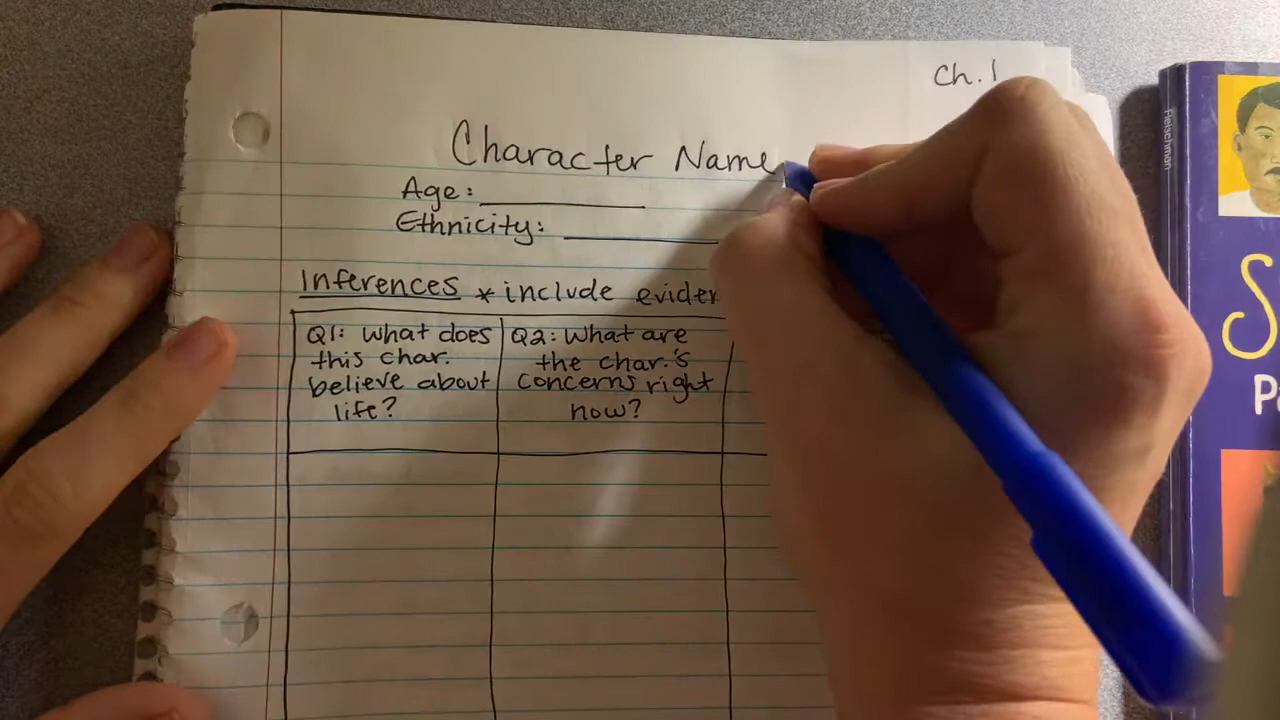 Ch. 1
Character Name
Age:
Ethnicity:
Inferences * include eviden
Q1: What does
this char.
believe about
life?
Q2: What are
the char.'s
concerns right
now?
Fleischman
S
P